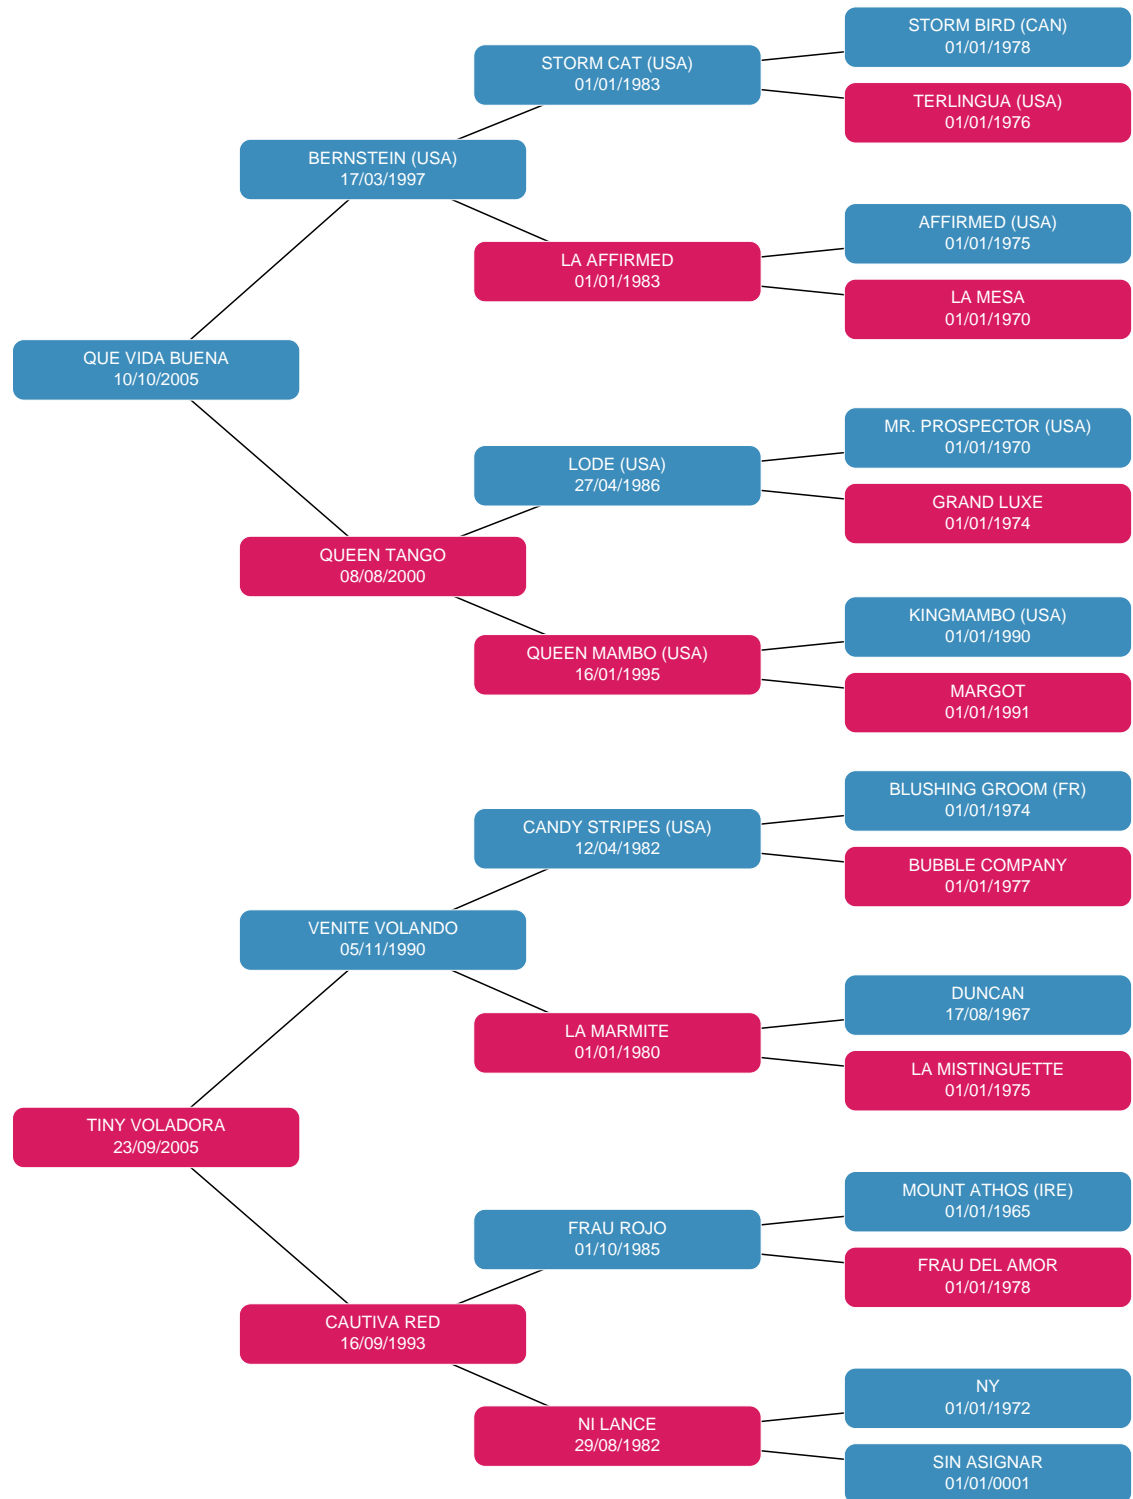 STORM BIRD (CAN)
01/01/1978
STORM CAT (USA)
01/01/1983
TERLINGUA (USA)
01/01/1976
BERNSTEIN (USA)
17/03/1997
AFFIRMED (USA)
01/01/1975
LA AFFIRMED
01/01/1983
LA MESA
01/01/1970
QUE VIDA BUENA
10/10/2005
MR. PROSPECTOR (USA)
01/01/1970
LODE (USA)
27/04/1986
GRAND LUXE
01/01/1974
QUEEN TANGO
08/08/2000
KINGMAMBO (USA)
01/01/1990
QUEEN MAMBO (USA)
16/01/1995
MARGOT
01/01/1991
BLUSHING GROOM (FR)
01/01/1974
CANDY STRIPES (USA)
12/04/1982
BUBBLE COMPANY
01/01/1977
VENITE VOLANDO
05/11/1990
DUNCAN
17/08/1967
LA MARMITE
01/01/1980
LA MISTINGUETTE
01/01/1975
TINY VOLADORA
23/09/2005
MOUNT ATHOS (IRE)
01/01/1965
FRAU ROJO
01/10/1985
FRAU DEL AMOR
01/01/1978
CAUTIVA RED
16/09/1993
NY
01/01/1972
NI LANCE
29/08/1982
SIN ASIGNAR
01/01/0001